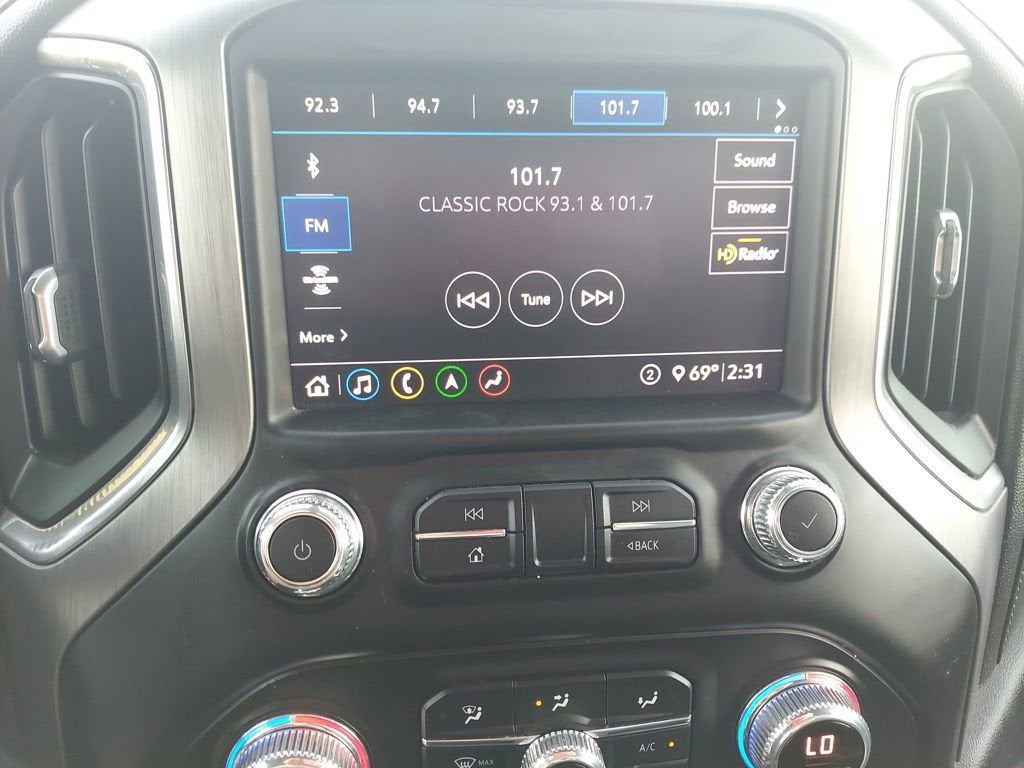 92.3 94.7 93.7 101.7 100.1
Sound
101.7
CLASSIC ROCK 93.1 & 101.7
Browse
FM
HD Radio
Tune
More
2 69° 2:31
BACK
A/C
MAX
LO